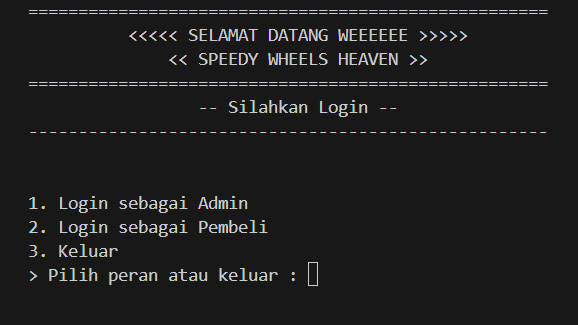 ====================================================
<<<<< SELAMAT DATANG WEEEEEE >>>>>
<< SPEEDY WHEELS HEAVEN >>
====================================================
-- Silahkan Login --
----------------------------------------------------
1. Login sebagai Admin
2. Login sebagai Pembeli
3. Keluar
> Pilih peran atau keluar :